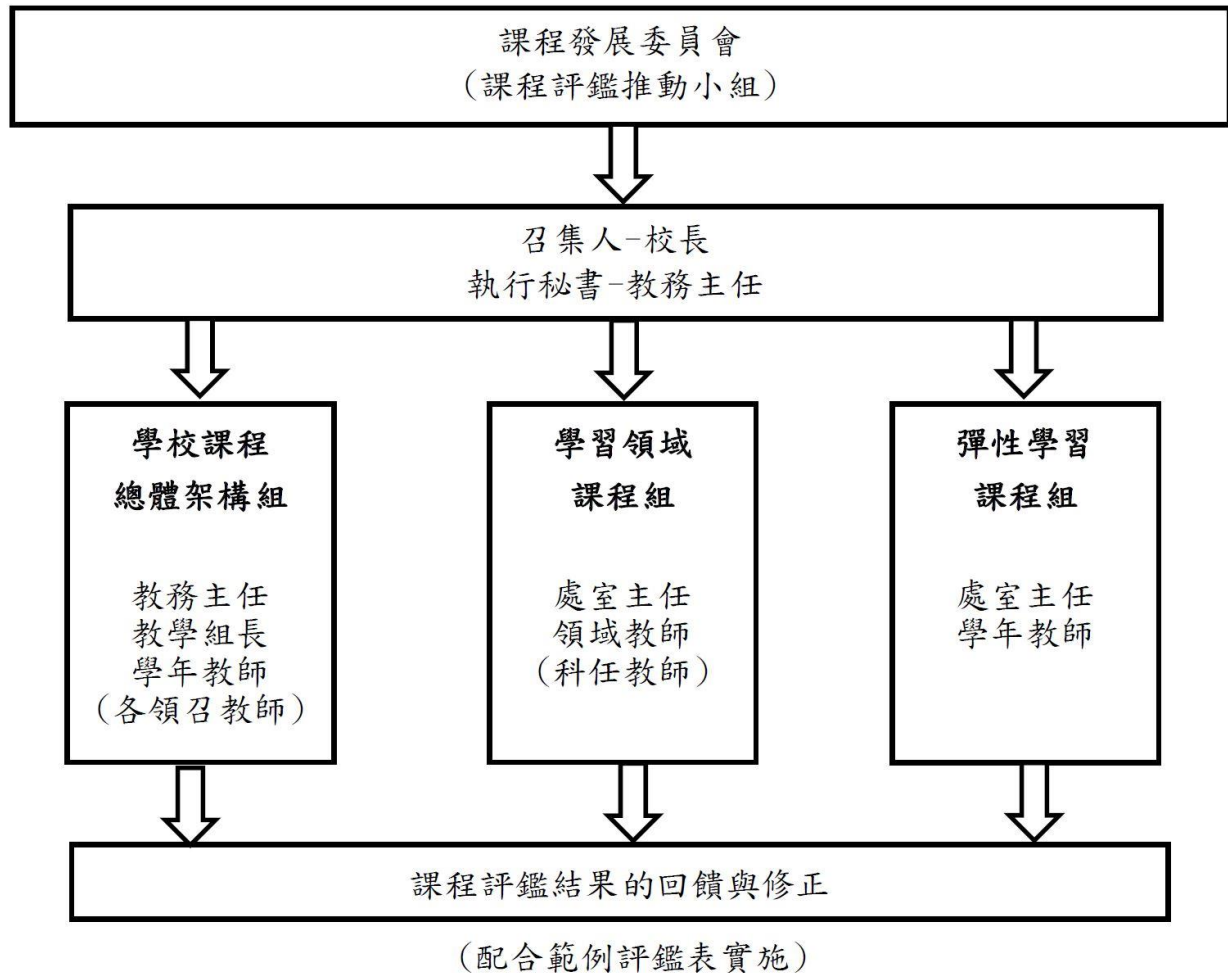 課程發展委員會
（課程評鑑推動小組）
召集人-校長
執行秘書-教務主任
學校課程
總體架構組
教務主任
教學組長
學年教師
（各領召教師）
學習領域
課程組
處室主任
領域教師
（科任教師）
彈性學習
課程組
處室主任
學年教師
課程評鑑結果的回饋與修正
（配合範例評鑑表實施）